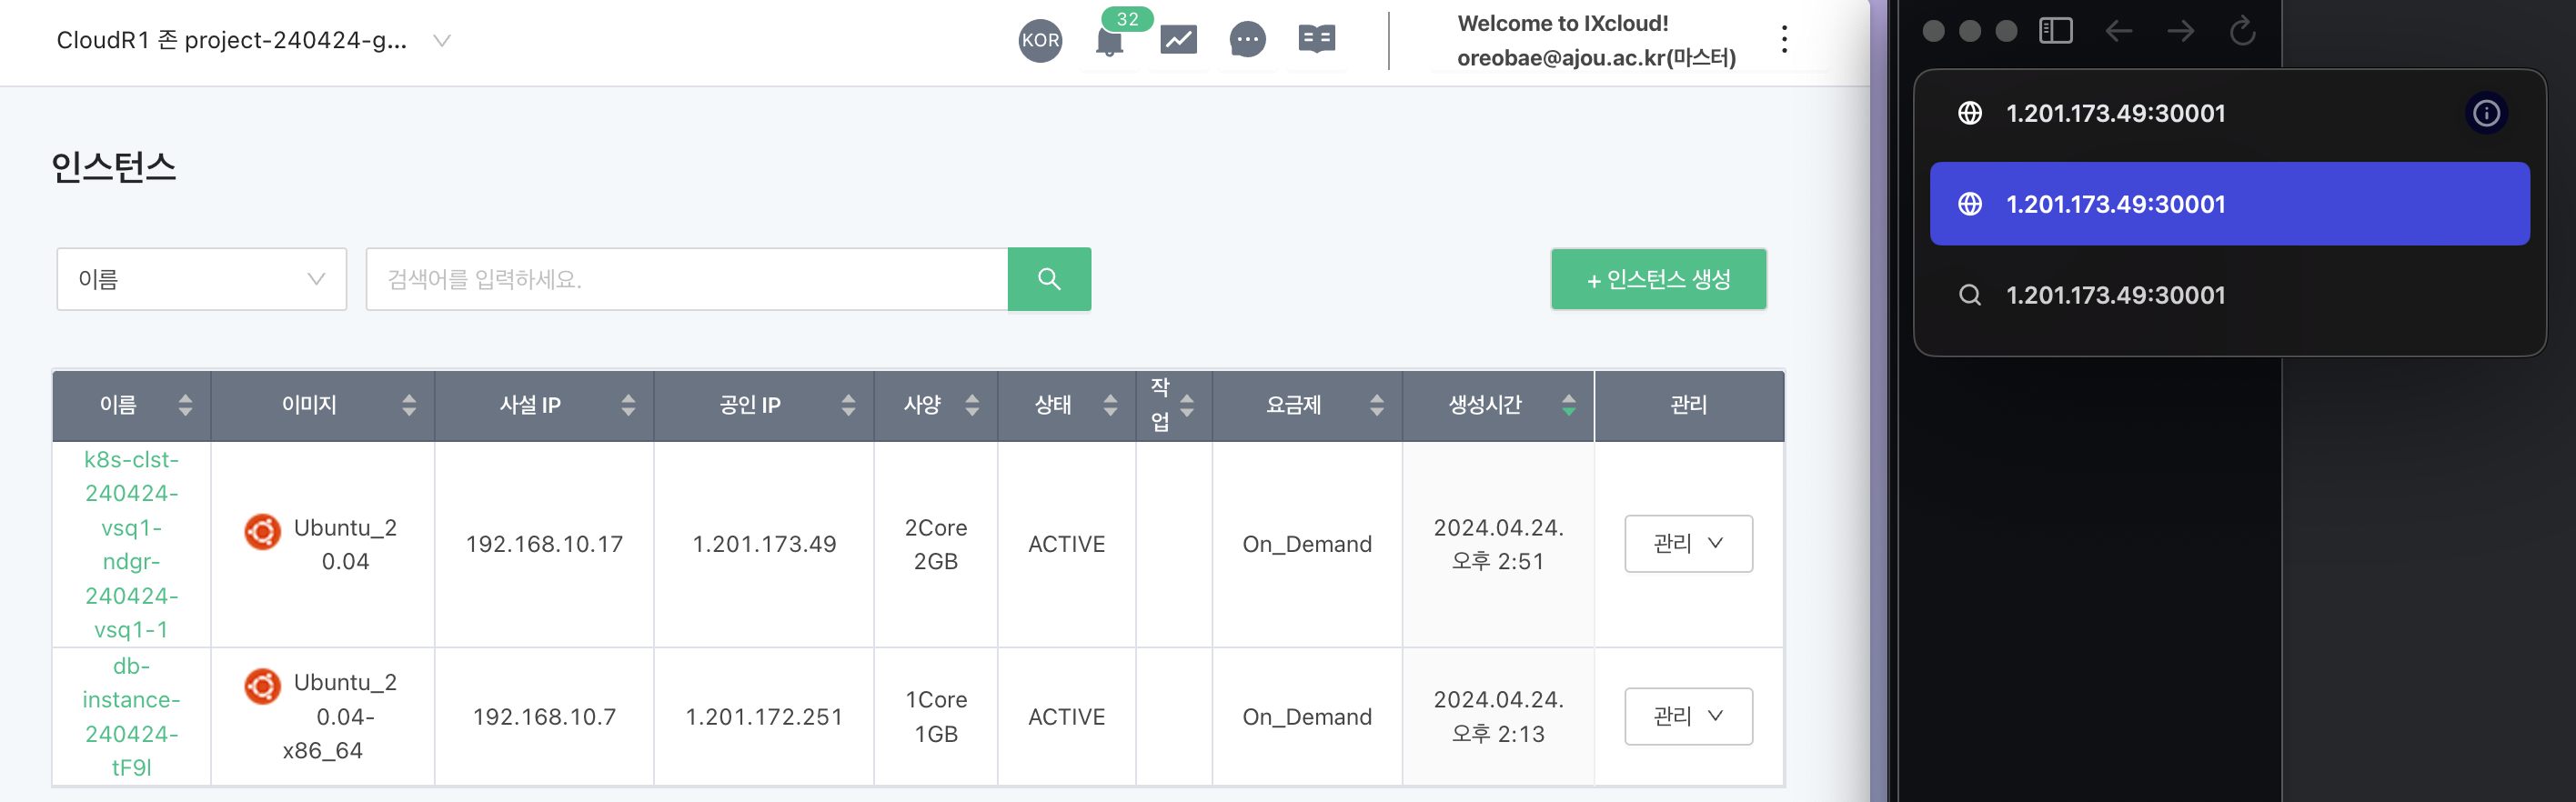 CloudR1 존 project-240424-g...
KOR
32
Welcome to IXcloud!
oreobae@ajou.ac.kr(마스터)
인스턴스
이름
검색어를 입력하세요.
+ 인스턴스 생성
이름 이미지 사설 IP 공인 IP 사양 상태 작업 요금제 생성시간 관리
k8s-clst-
240424-
vsq1-
ndgr-
240424-
vsq1-1
Ubuntu_2
0.04
192.168.10.17
1.201.173.49
2Core
2GB
ACTIVE
On_Demand
2024.04.24.
오후 2:51
관리
db-
instance-
240424-
tF9l
Ubuntu_2
0.04-
x86_64
192.168.10.7
1.201.172.251
1Core
1GB
ACTIVE
On_Demand
2024.04.24.
오후 2:13
관리
1.201.173.49:30001
1.201.173.49:30001
1.201.173.49:30001